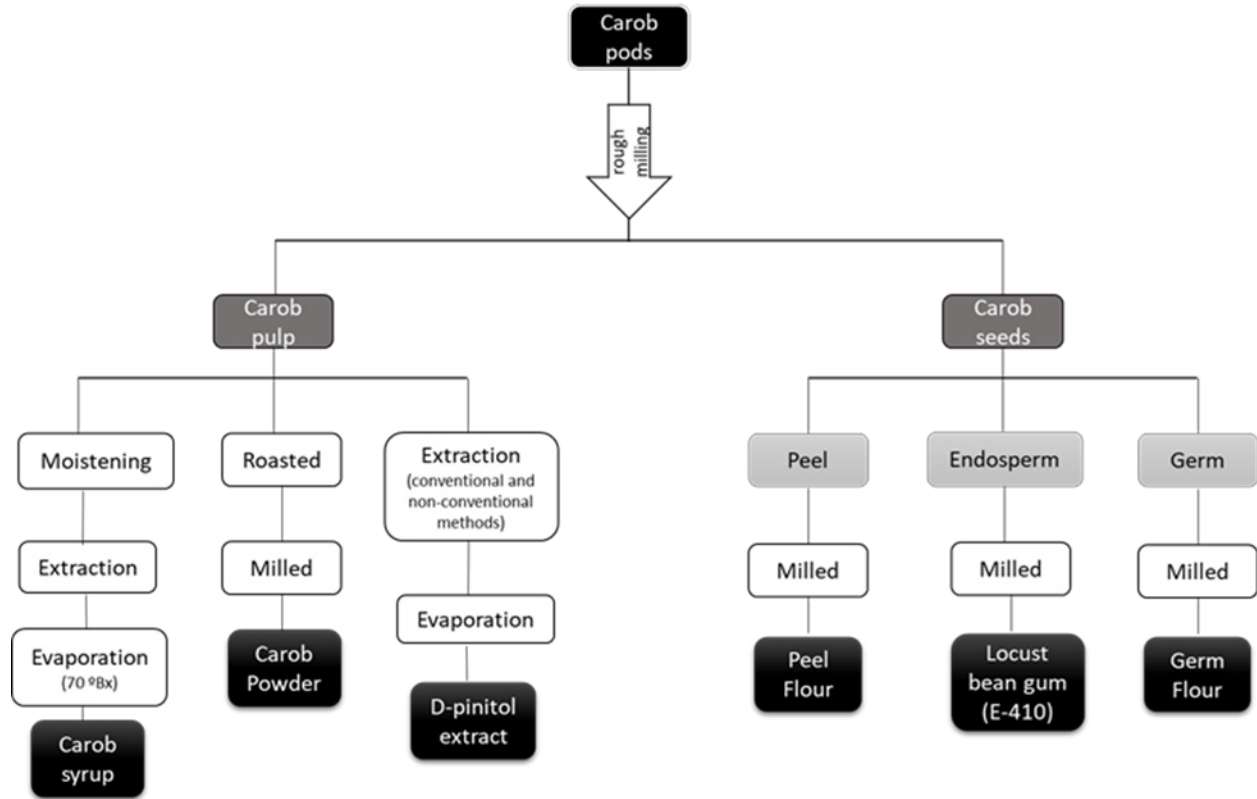 Carob
pods
rough
milling
Carob
pulp
Carob
seeds
Moistening
Roasted
Extraction
(conventional and
non-conventional
methods)
Peel
Endosperm
Germ
Extraction
Milled
Evaporation
Milled
Milled
Milled
Evaporation
(70 ºBx)
Carob
Powder
Peel
Flour
Locust
bean gum
(E-410)
Germ
Flour
Carob
syrup
D-pinitol
extract